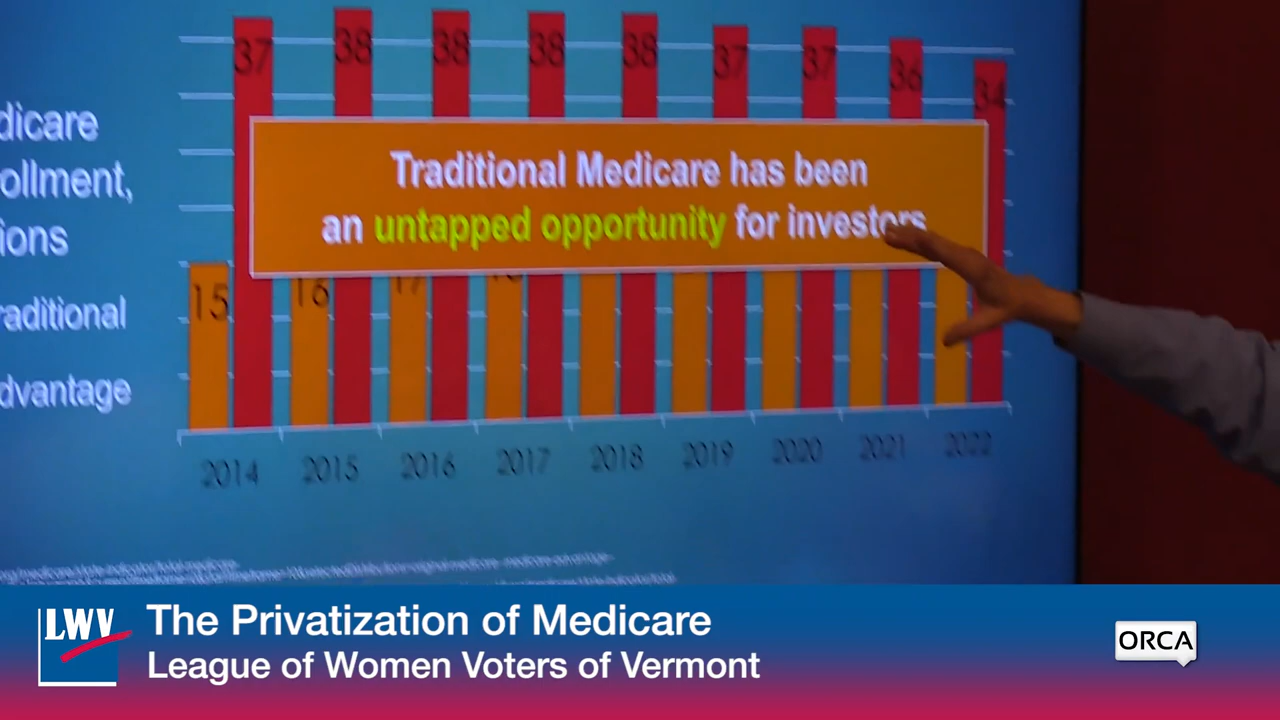 37 38 38 38 38 37 37 36 34
dicare
ollment,
ions
Traditional Medicare has been
an untapped opportunity for investors
15 16 17
raditional
dvantage
2014 2015 2016 2017 2018 2019 2020 2021 2022
LWV
The Privatization of Medicare
League of Women Voters of Vermont
ORCA